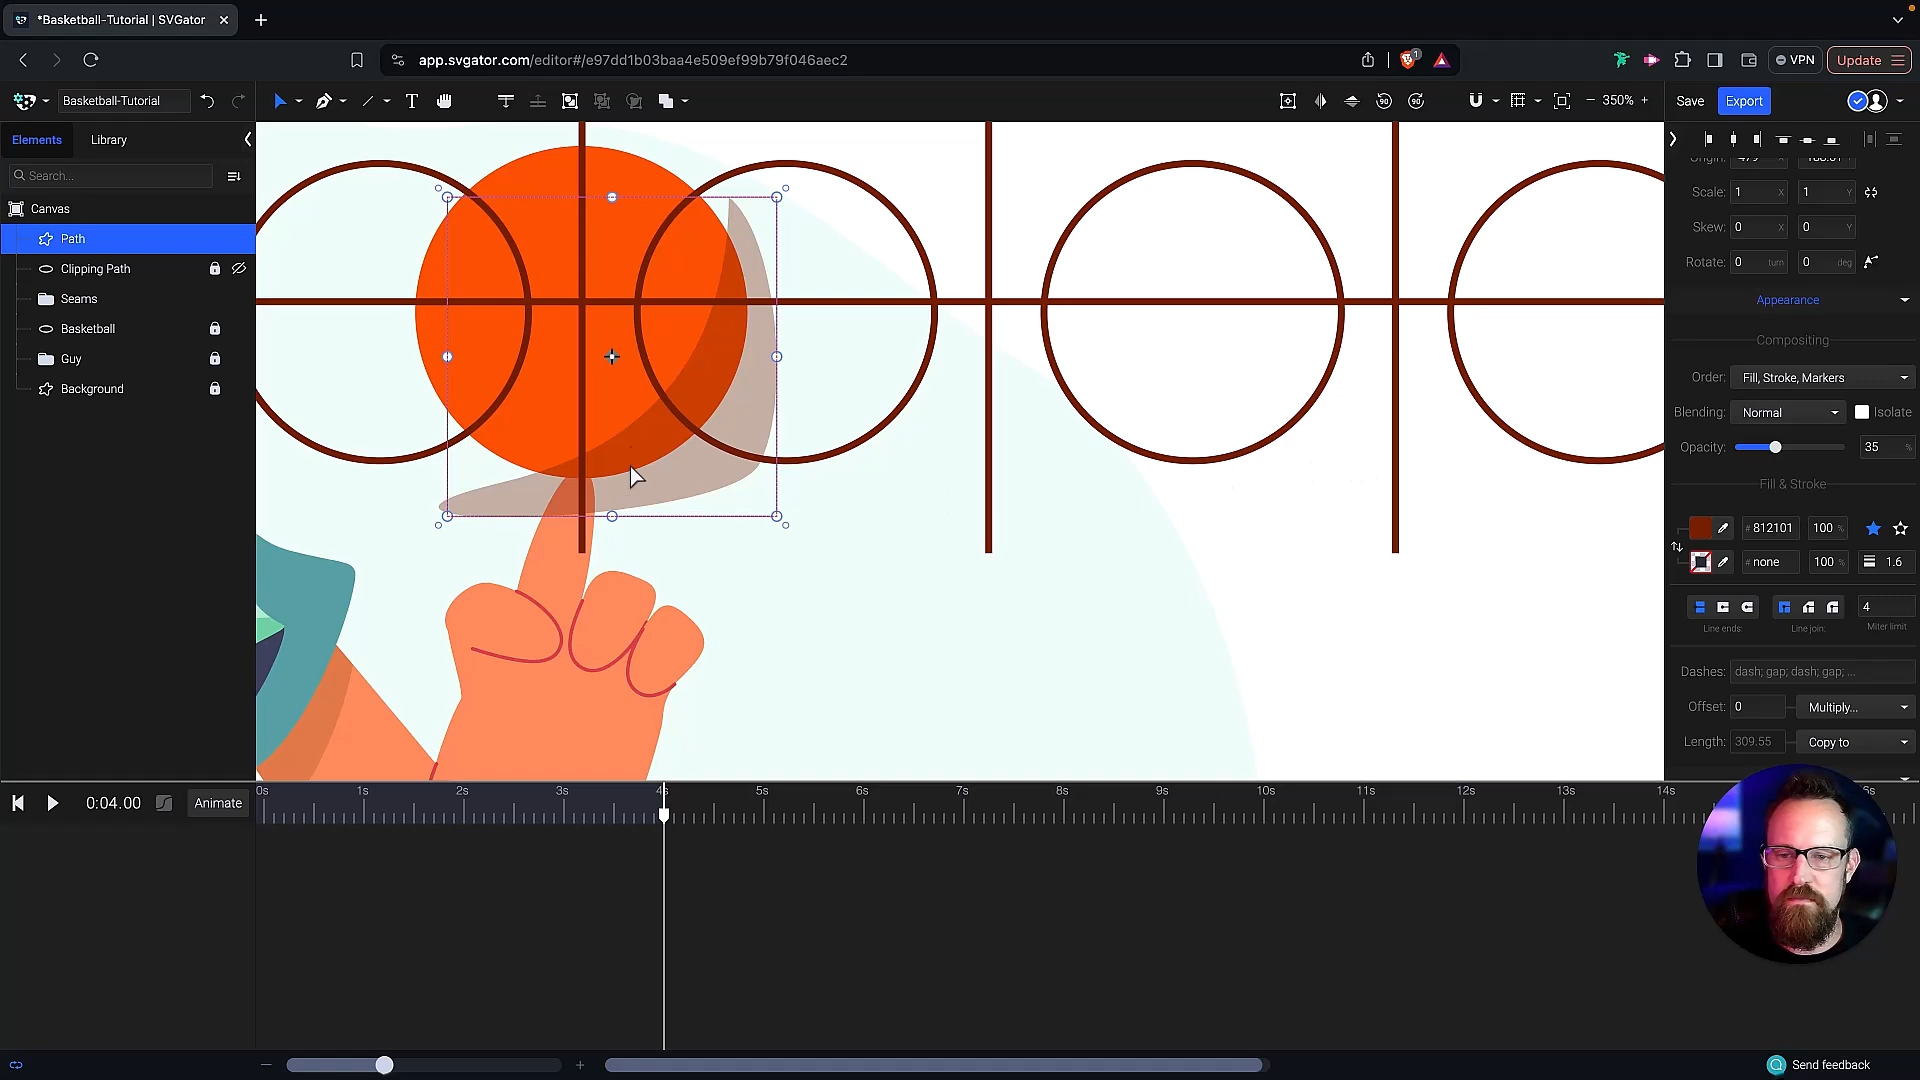 *Basketball-Tutorial | SVGator
app.svgator.com/editor#/e97dd1b03baa4e509ef99b79f046aec2
1
VPN
Update
Basketball-Tutorial
T
350%
Save
Export
Elements
Library
Search...
Canvas
Path
Clipping Path
Seams
Basketball
Guy
Background
Origin:
Scale: 1 X 1 Y
Skew: 0 X 0 Y
Rotate: 0 turn 0 deg
Appearance
Compositing
Order: Fill, Stroke, Markers
Blending: Normal Isolate
Opacity: 35 %
Fill & Stroke
# 812101 100 %
# none 100 % 1.6
4
Line ends: Line join: Miter limit
Dashes: dash; gap; dash; gap; ...
Offset: 0 Multiply...
Length: 309.55 Copy to
0:04.00
Animate
0s 1s 2s 3s 4s 5s 6s 7s 8s 9s 10s 11s 12s 13s 14s
Send feedback